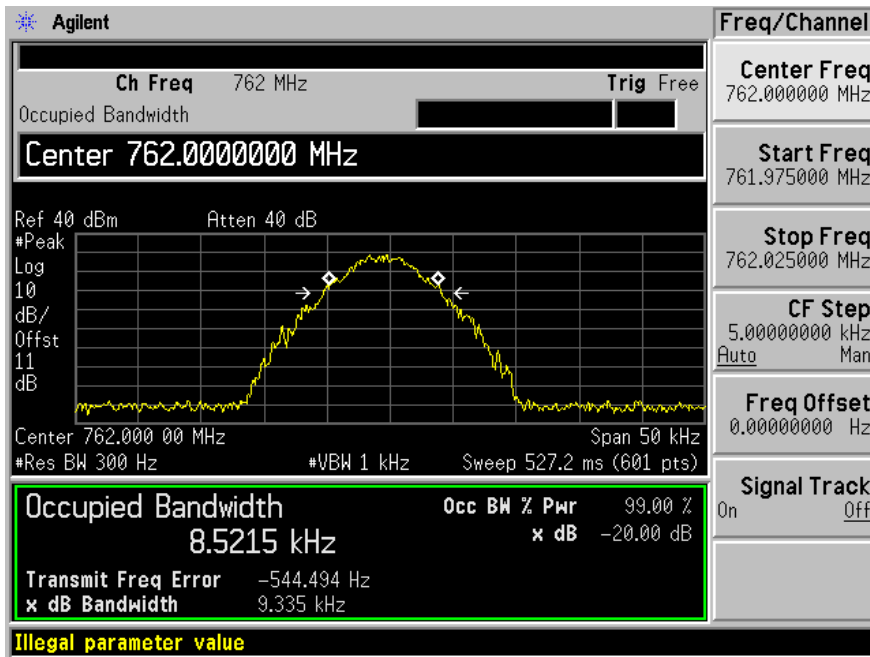 Agilent
Freq/Channel
Ch Freq 762 MHz Trig Free
Occupied Bandwidth
Center 762.0000000 MHz
Ref 40 dBm Atten 40 dB
#Peak
Log
10
dB/
Offst
11
dB
Center 762.000 00 MHz Span 50 kHz
#Res BW 300 Hz #VBW 1 kHz Sweep 527.2 ms (601 pts)
Occupied Bandwidth
8.5215 kHz
Occ BW % Pwr 99.00 %
x dB -20.00 dB
Transmit Freq Error -544.494 Hz
x dB Bandwidth 9.335 kHz
Illegal parameter value
Center Freq
762.000000 MHz
Start Freq
761.975000 MHz
Stop Freq
762.025000 MHz
CF Step
5.00000000 kHz
Auto Man
Freq Offset
0.00000000 Hz
Signal Track
On Off